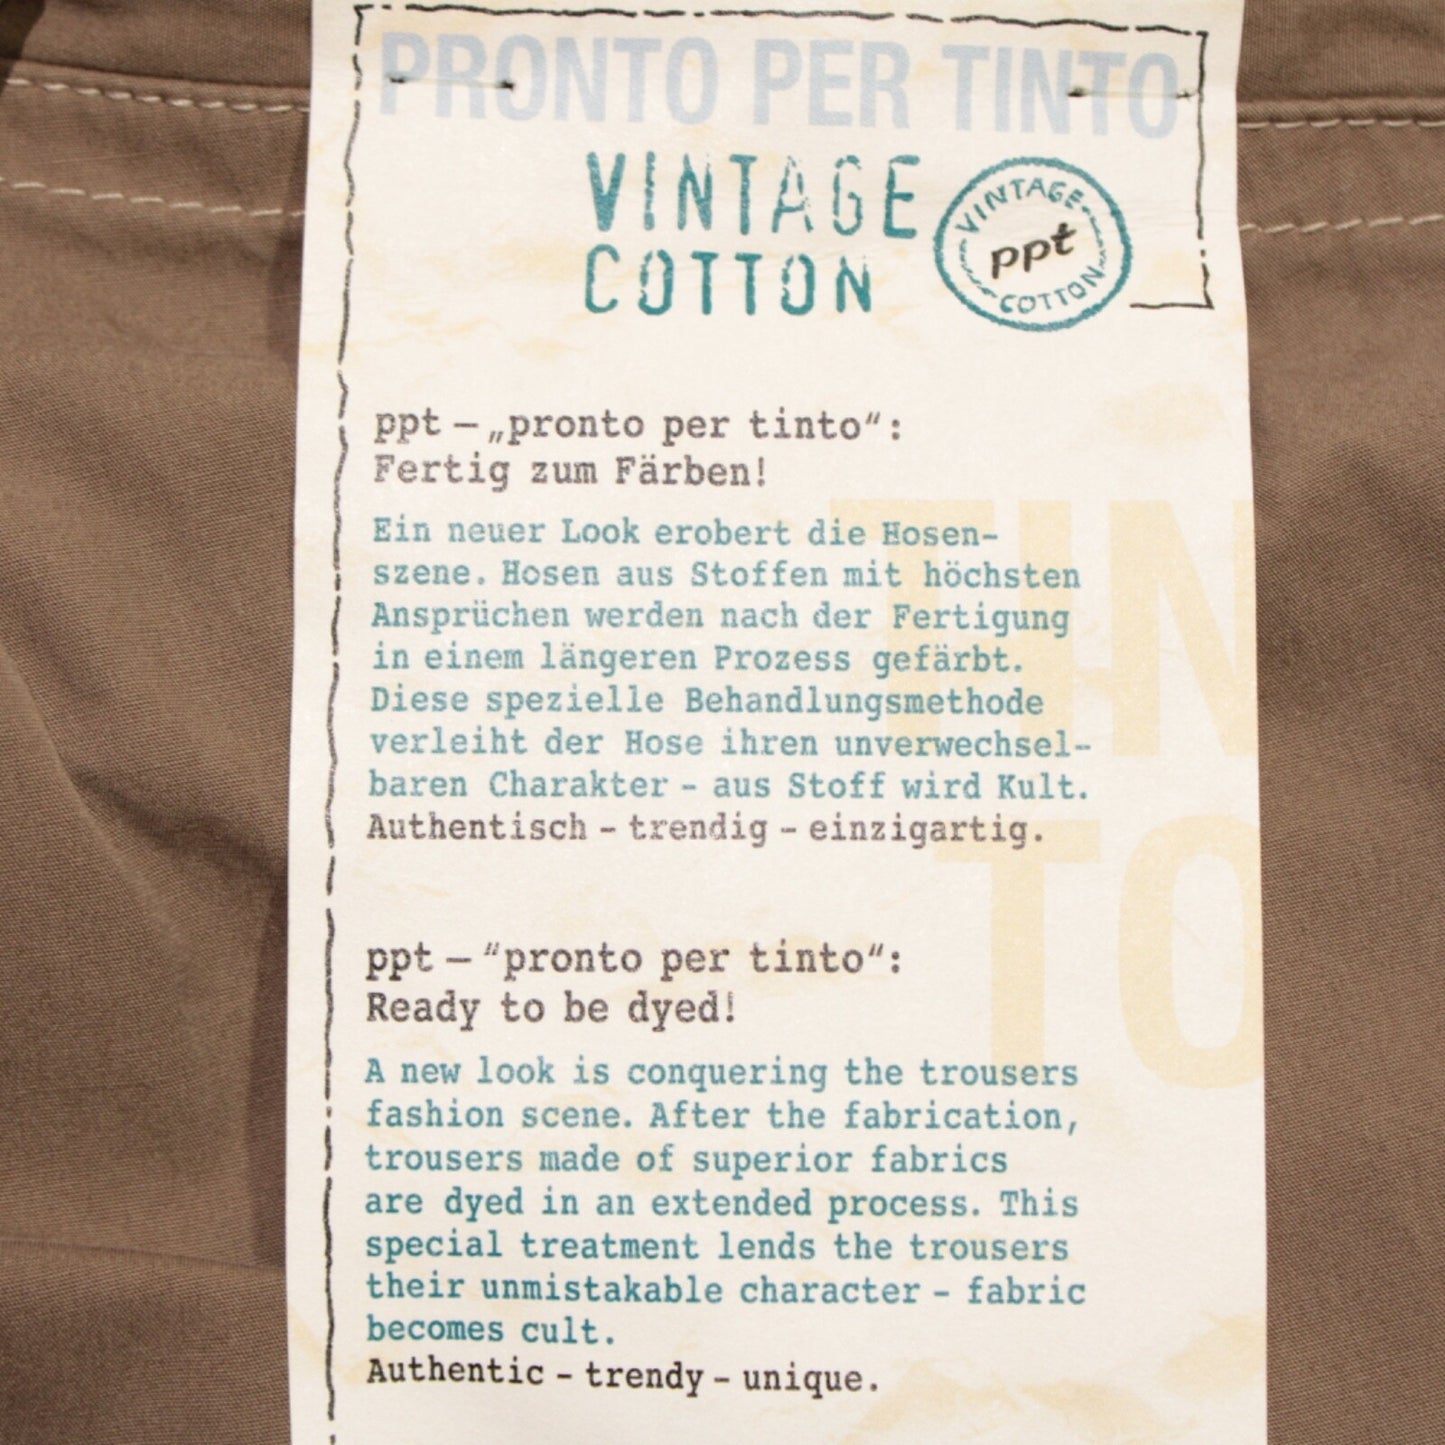 PRONTO PER TINTO
VINTAGE
COTTON
VINTAGE
ppt
COTTON
ppt – „pronto per tinto“:
Fertig zum Färben!
Ein neuer Look erobert die Hosen-
szene. Hosen aus Stoffen mit höchsten
Ansprüchen werden nach der Fertigung
in einem längeren Prozess gefärbt.
Diese spezielle Behandlungsmethode
verleiht der Hose ihren unverwechsel-
baren Charakter – aus Stoff wird Kult.
Authentisch – trendig – einzigartig.
TIN
TO
ppt – “pronto per tinto“:
Ready to be dyed!
A new look is conquering the trousers
fashion scene. After the fabrication,
trousers made of superior fabrics
are dyed in an extended process. This
special treatment lends the trousers
their unmistakable character – fabric
becomes cult.
Authentic – trendy – unique.